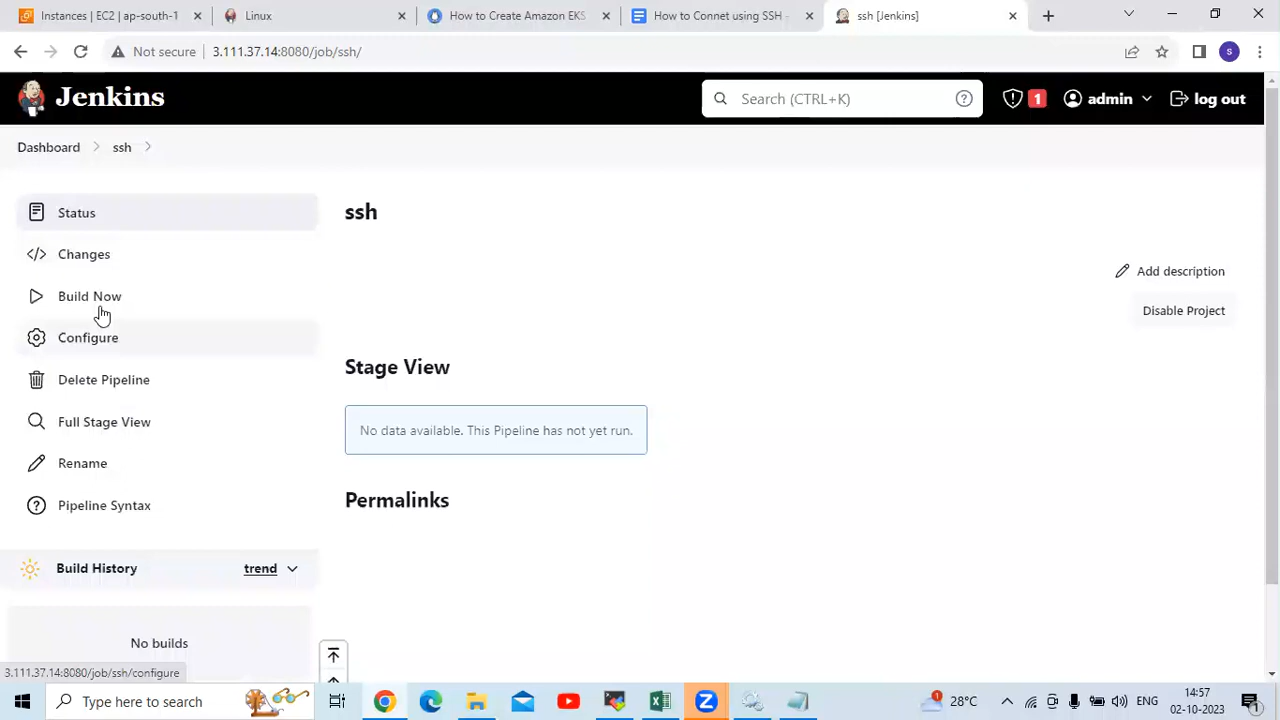 Instances | EC2 | ap-south-1
Linux
How to Create Amazon EKS
How to Connet using SSH -
ssh [Jenkins]
Not secure
3.111.37.14:8080/job/ssh/
S
Jenkins
Search (CTRL+K)
1
admin
log out
Dashboard
ssh
Status
Changes
Build Now
Configure
Delete Pipeline
Full Stage View
Rename
Pipeline Syntax
Build History
trend
No builds
ssh
Add description
Disable Project
Stage View
No data available. This Pipeline has not yet run.
Permalinks
3.111.37.14:8080/job/ssh/configure
Type here to search
28°C
ENG
14:57
02-10-2023
1